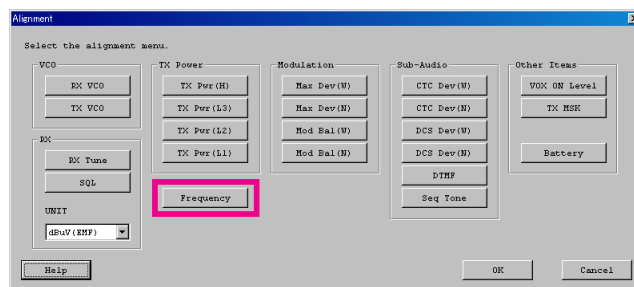 Alignment
Select the alignment menu.
VCO
RX VCO
TX VCO
RX
RX Tune
SQL
UNIT
dBuV(EMF)
TX Power
TX Pwr(H)
TX Pwr(L3)
TX Pwr(L2)
TX Pwr(L1)
Frequency
Modulation
Max Dev(W)
Max Dev(N)
Mod Bal(W)
Mod Bal(N)
Sub-Audio
CTC Dev(W)
CTC Dev(N)
DCS Dev(W)
DCS Dev(N)
DTMF
Seq Tone
Other Items
VOX ON Level
TX MSK
Battery
Help
OK
Cancel